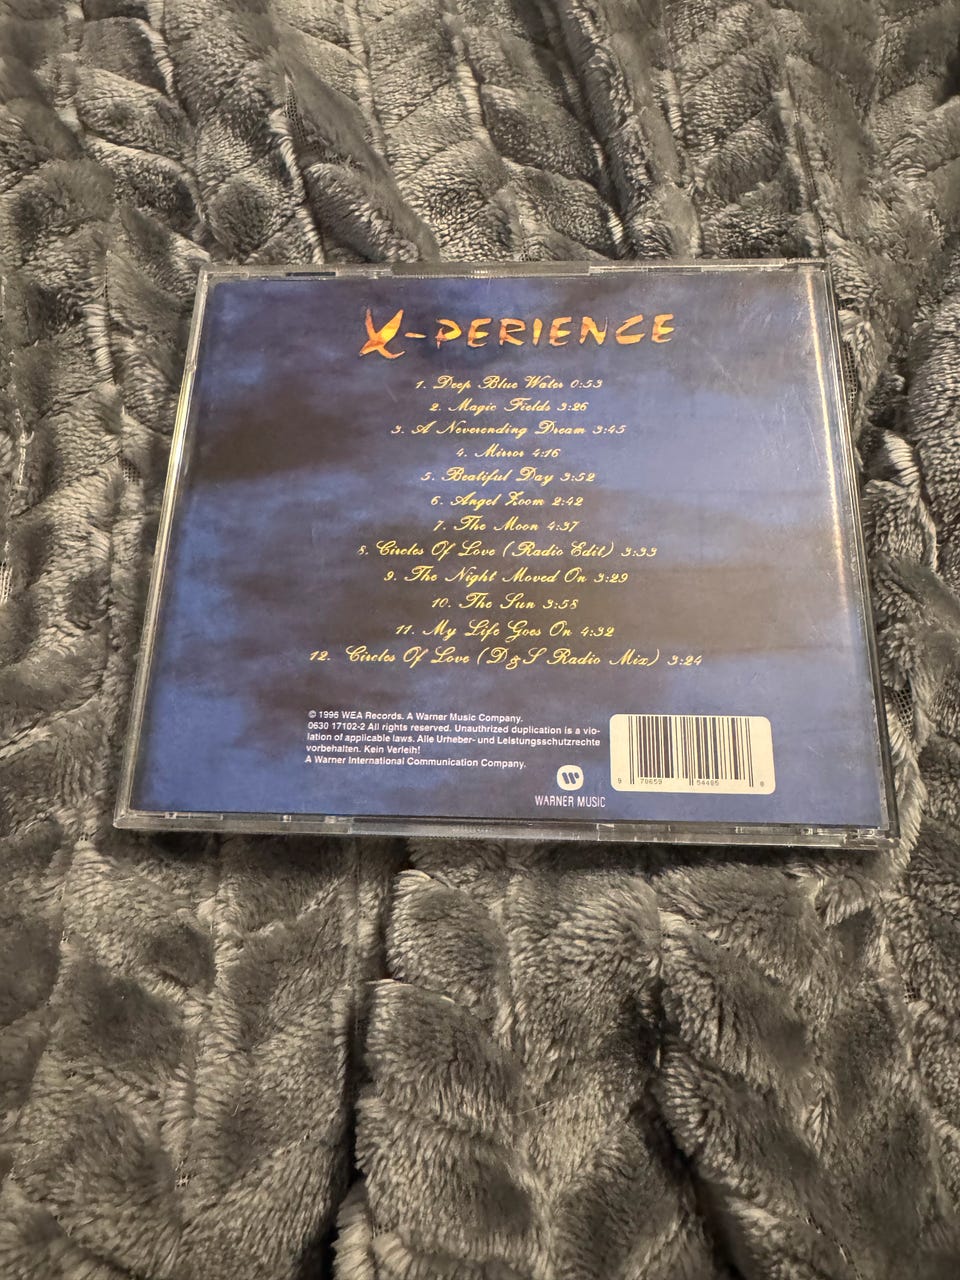 X-PERIENCE
1. Deep Blue Water 0:53
2. Magic Fields 3:26
3. A Neverending Dream 3:45
4. Mirror 4:16
5. Beatiful Day 3:52
6. Angel Zoom 2:42
7. The Moon 4:37
8. Circles Of Love (Radio Edit) 3:33
9. The Night Moved On 3:29
10. The Sun 3:58
11. My Life Goes On 4:32
12. Circles Of Love (D&S Radio Mix) 3:24
© 1996 WEA Records. A Warner Music Company.
0630 17102-2 All rights reserved. Unauthrized duplication is a vio-
lation of applicable laws. Alle Urheber- und Leistungsschutzrechte
vorbehalten. Kein Verleih!
A Warner International Communication Company.
WARNER MUSIC
9 78659 54485 8